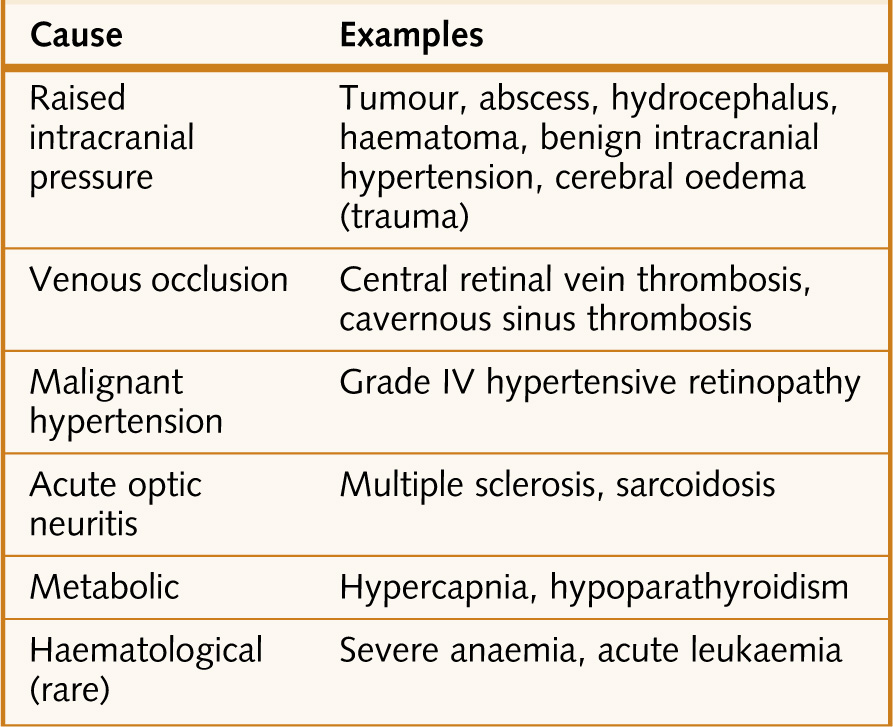 Cause Examples
Raised Tumour, abscess, hydrocephalus,
intracranial haematoma, benign intracranial
pressure hypertension, cerebral oedema
(trauma)
Venous occlusion Central retinal vein thrombosis,
cavernous sinus thrombosis
Malignant Grade IV hypertensive retinopathy
hypertension
Acute optic Multiple sclerosis, sarcoidosis
neuritis
Metabolic Hypercapnia, hypoparathyroidism
Haematological Severe anaemia, acute leukaemia
(rare)